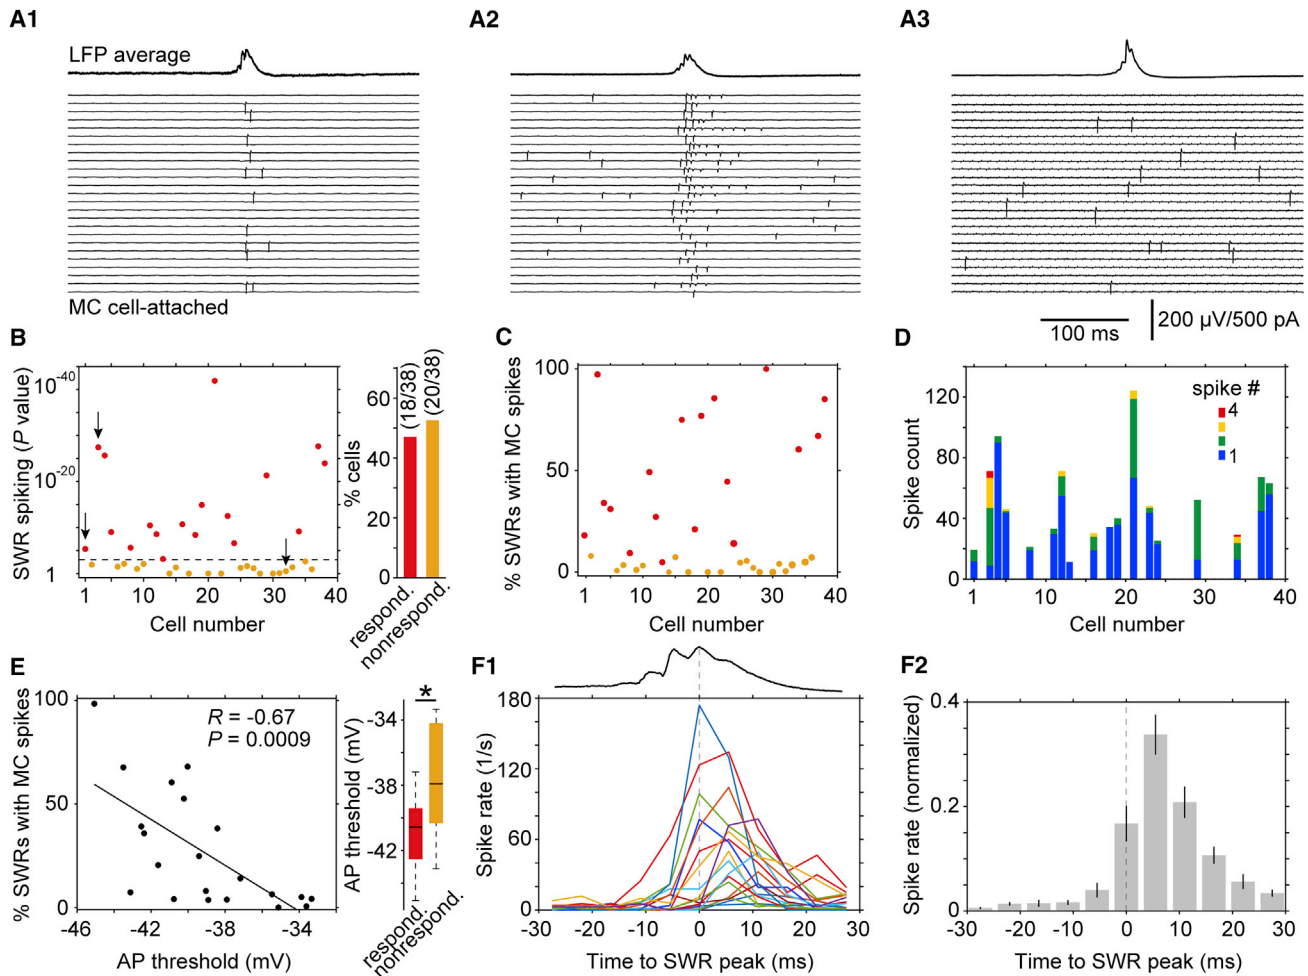 A1
A2
A3
LFP average
MC cell-attached
100 ms
200 µV/500 pA
B
SWR spiking (P value)
10-40
10-20
1
1
10
20
30
40
Cell number
% cells
60
40
20
0
(18/38)
(20/38)
respond.
nonrespond.
C
% SWRs with MC spikes
100
50
0
1
10
20
30
40
Cell number
D
Spike count
120
80
40
0
spike #
4
1
1
10
20
30
40
Cell number
E
% SWRs with MC spikes
100
50
0
R = -0.67
P = 0.0009
-46
-42
-38
-34
AP threshold (mV)
AP threshold (mV)
-34
-38
-42
*
respond.
nonrespond.
F1
Spike rate (1/s)
180
120
60
0
-30
-20
-10
0
10
20
30
Time to SWR peak (ms)
F2
Spike rate (normalized)
0.4
0.2
0
-30
-20
-10
0
10
20
30
Time to SWR peak (ms)